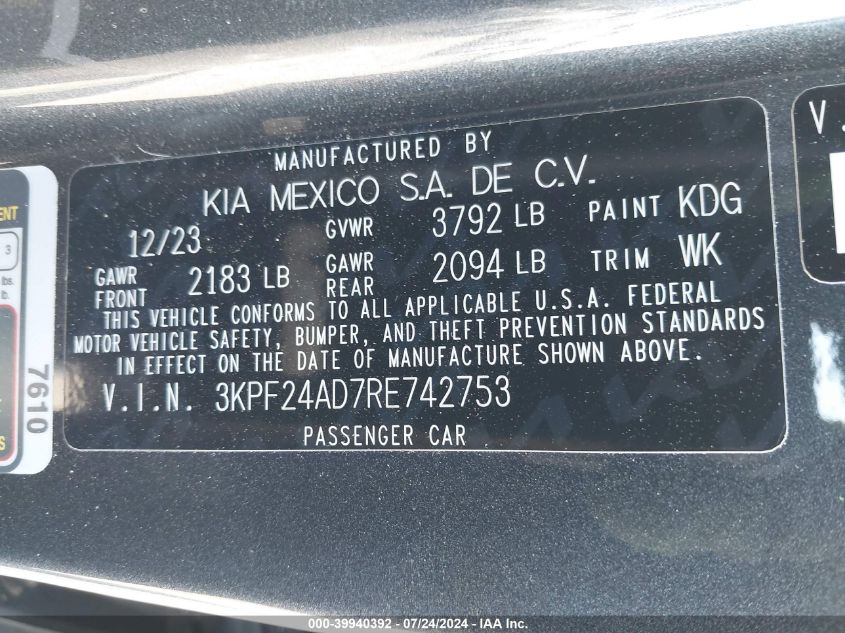 MANUFACTURED BY
KIA MEXICO S.A. DE C.V.
12/23 GVWR 3792 LB PAINT KDG
GAWR FRONT 2183 LB GAWR REAR 2094 LB TRIM WK
THIS VEHICLE CONFORMS TO ALL APPLICABLE U.S.A. FEDERAL
MOTOR VEHICLE SAFETY, BUMPER, AND THEFT PREVENTION STANDARDS
IN EFFECT ON THE DATE OF MANUFACTURE SHOWN ABOVE.
V.I.N. 3KPF24AD7RE742753
PASSENGER CAR
3
lbs.
lb.
7610
V.
000-39940392 - 07/24/2024 - IAA Inc.